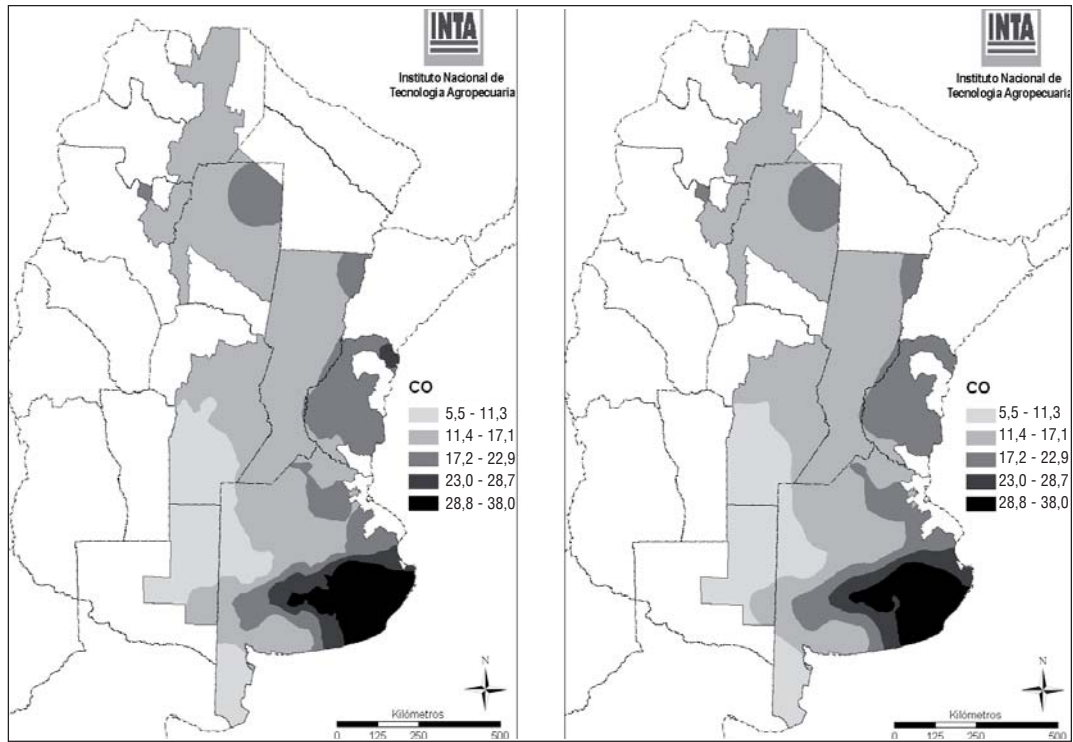 INTA
Instituto Nacional de
Tecnología Agropecuaria
CO
5,5 - 11,3
11,4 - 17,1
17,2 - 22,9
23,0 - 28,7
28,8 - 38,0
N
Kilómetros
0 125 250 500
INTA
Instituto Nacional de
Tecnología Agropecuaria
CO
5,5 - 11,3
11,4 - 17,1
17,2 - 22,9
23,0 - 28,7
28,8 - 38,0
N
Kilómetros
0 125 250 500